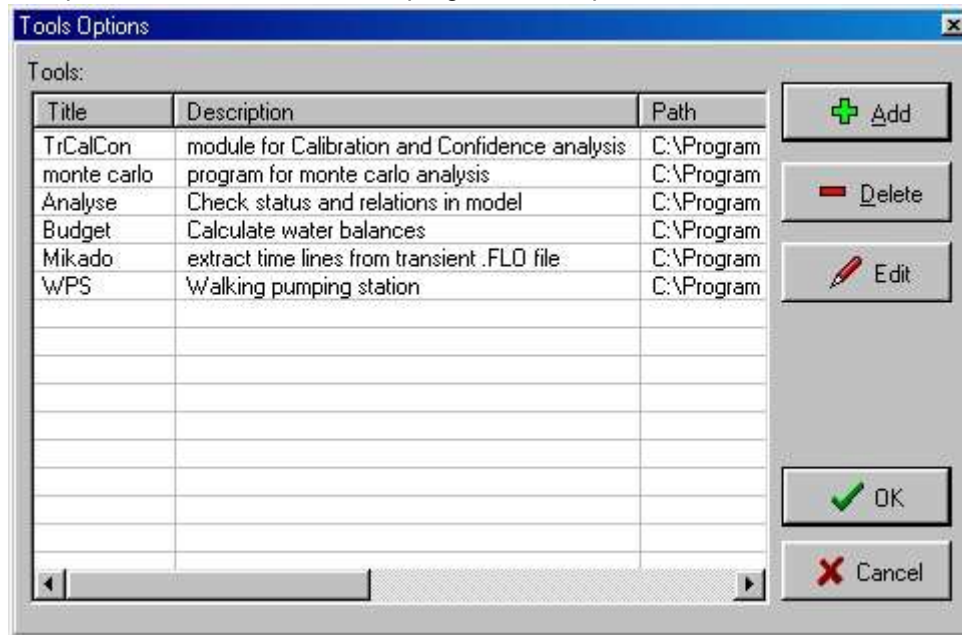 Tools Options
Tools:
Title Description Path
TrCalCon module for Calibration and Confidence analysis C:\Program
monte carlo program for monte carlo analysis C:\Program
Analyse Check status and relations in model C:\Program
Budget Calculate water balances C:\Program
Mikado extract time lines from transient .FLO file C:\Program
WPS Walking pumping station C:\Program
Add
Delete
Edit
OK
Cancel